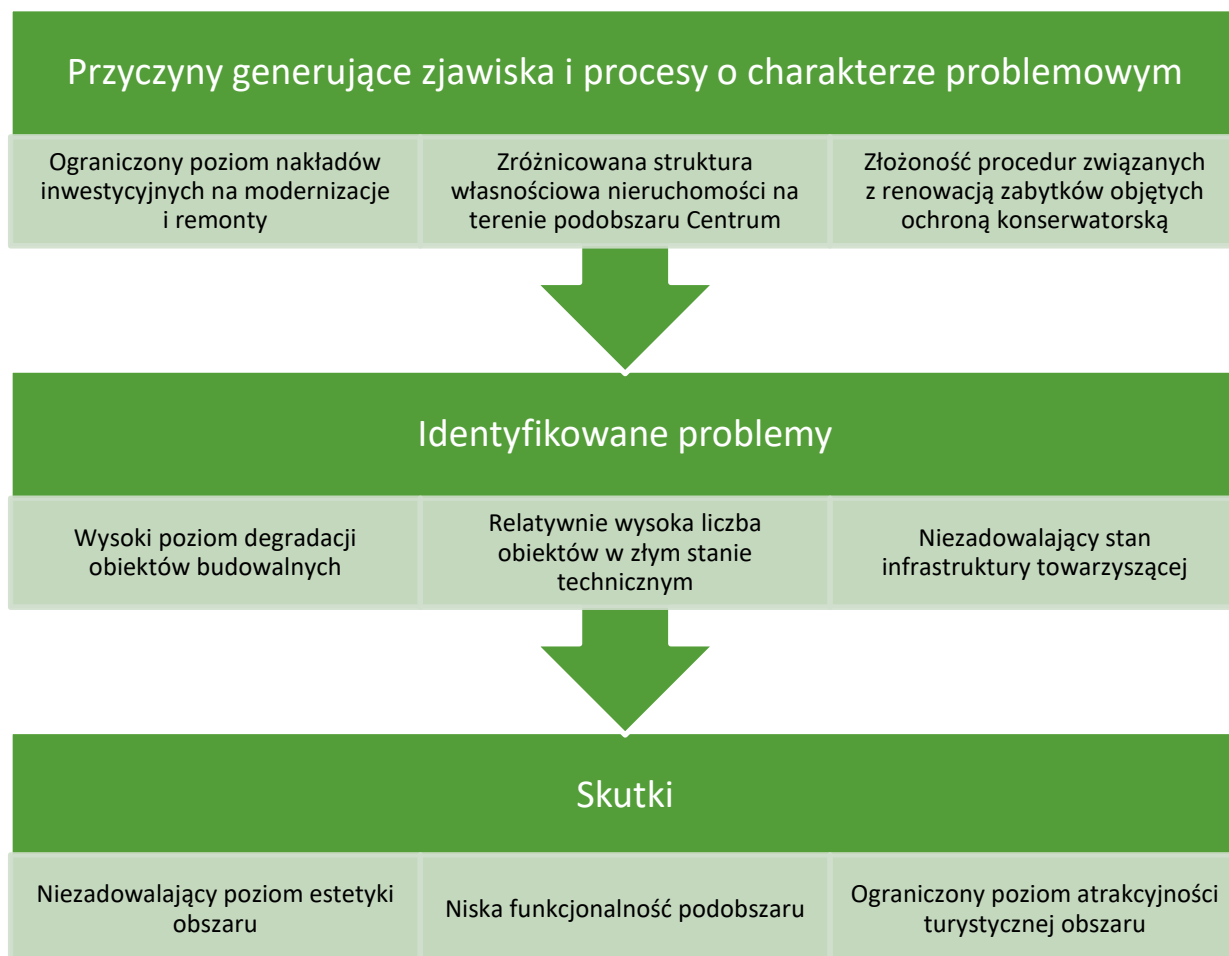 Przyczyny generujące zjawiska i procesy o charakterze problemowym
Ograniczony poziom nakładów
inwestycyjnych na modernizacje
i remonty
Zróżnicowana struktura
własnościowa nieruchomości na
terenie podobszaru Centrum
Złożoność procedur związanych
z renowacją zabytków objętych
ochroną konserwatorską
Identyfikowane problemy
Wysoki poziom degradacji
obiektów budowalnych
Relatywnie wysoka liczba
obiektów w złym stanie
technicznym
Niezadowalający stan
infrastruktury towarzyszącej
Skutki
Niezadowalający poziom estetyki
obszaru
Niska funkcjonalność podobszaru
Ograniczony poziom atrakcyjności
turystycznej obszaru